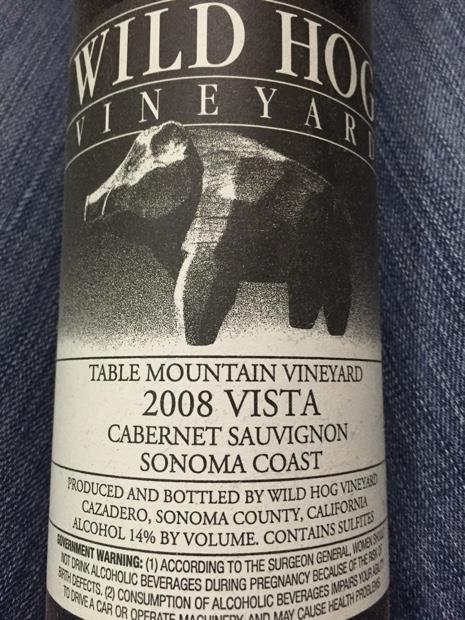 WILD HOG
VINEYARD
TABLE MOUNTAIN VINEYARD
2008 VISTA
CABERNET SAUVIGNON
SONOMA COAST
PRODUCED AND BOTTLED BY WILD HOG VINEYARD
CAZADERO, SONOMA COUNTY, CALIFORNIA
ALCOHOL 14% BY VOLUME. CONTAINS SULFITES
GOVERNMENT WARNING: (1) ACCORDING TO THE SURGEON GENERAL, WOMEN SHOULD
NOT DRINK ALCOHOLIC BEVERAGES DURING PREGNANCY BECAUSE OF THE RISK OF
BIRTH DEFECTS. (2) CONSUMPTION OF ALCOHOLIC BEVERAGES IMPAIRS YOUR ABILITY
TO DRIVE A CAR OR OPERATE MACHINERY, AND MAY CAUSE HEALTH PROBLEMS.